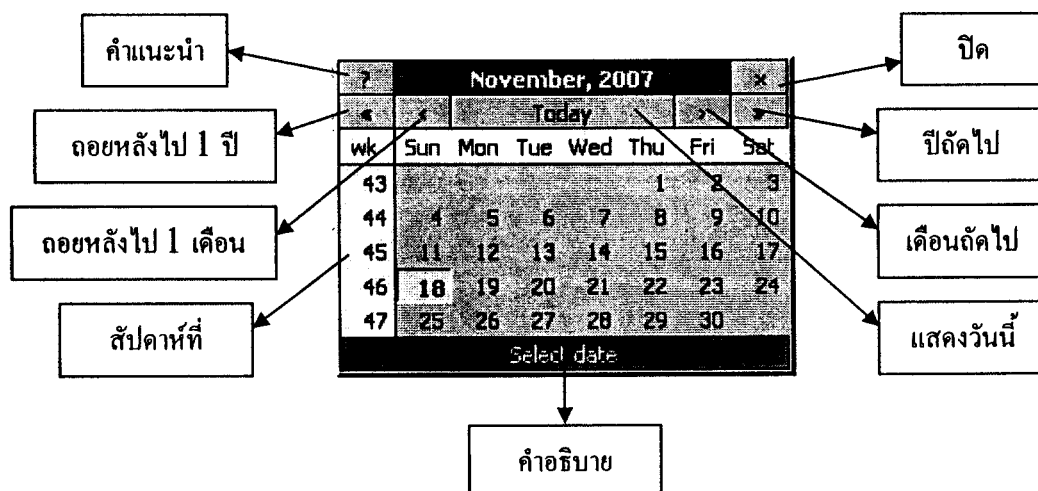 คำแนะนำ
ปิด
? November, 2007 ×
« ‹ Today › »
ถอยหลังไป 1 ปี
ปีถัดไป
wk Sun Mon Tue Wed Thu Fri Sat
43 1 2 3
44 4 5 6 7 8 9 10
ถอยหลังไป 1 เดือน
เดือนถัดไป
45 11 12 13 14 15 16 17
46 18 19 20 21 22 23 24
47 25 26 27 28 29 30
สัปดาห์ที่
แสดงวันนี้
Select date
คำอธิบาย